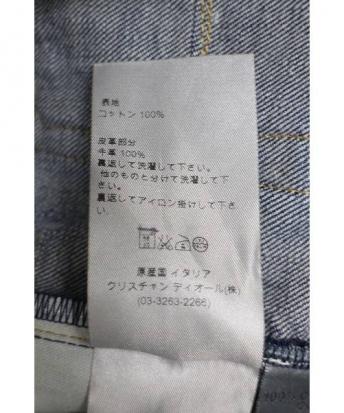 表地
コットン 100%
皮革部分
牛革 100%
裏返して洗濯して下さい。
他のものと分けて洗濯して下さい。
裏返してアイロン掛けして下さい。
原産国 イタリア
クリスチャン ディオール(株)
(03-3263-2266)